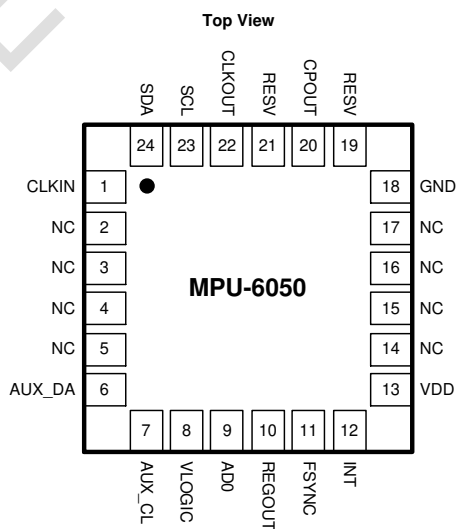 Top View
SDA
SCL
CLKOUT
RESV
CPOUT
RESV
24 23 22 21 20 19
CLKIN 1 18 GND
NC 2 17 NC
NC 3 16 NC
MPU-6050
NC 4 15 NC
NC 5 14 NC
AUX_DA 6 13 VDD
7 8 9 10 11 12
AUX_CL
VLOGIC
AD0
REGOUT
FSYNC
INT